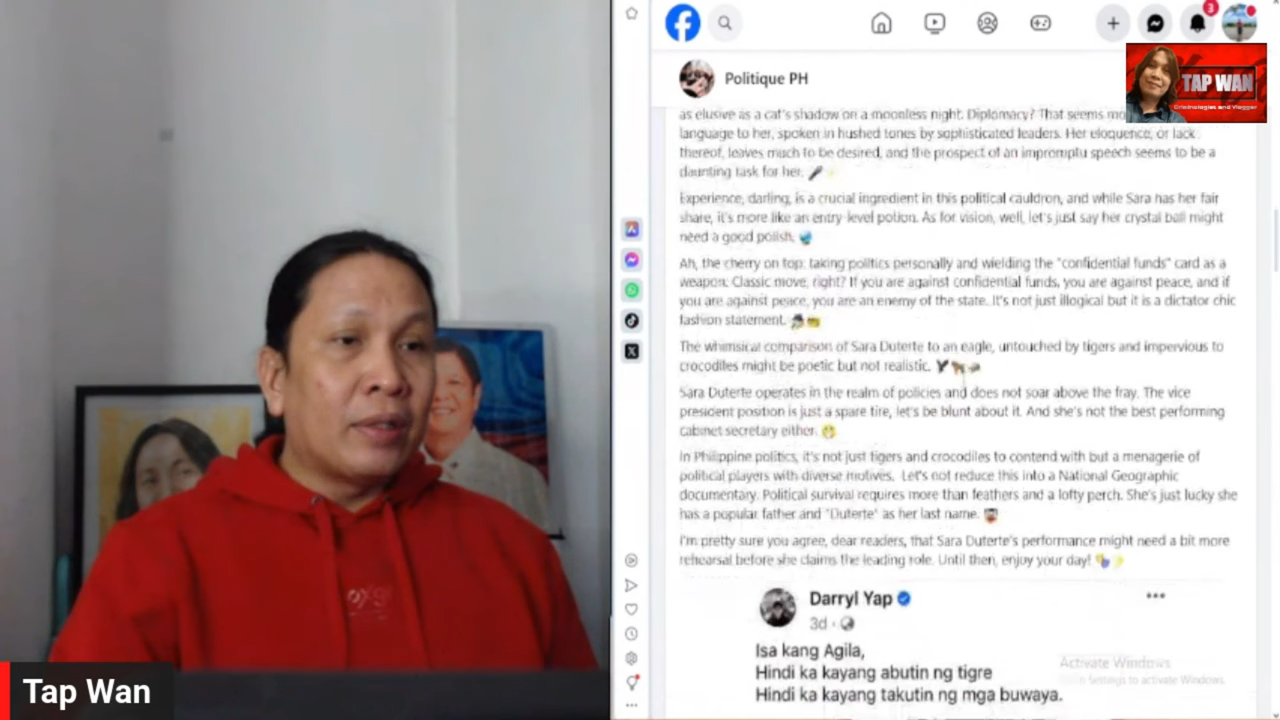 3
TAP WAN
Criminologist and Vlogger
Politique PH
as elusive as a cat's shadow on a moonless night. Diplomacy? That seems
language to her, spoken in hushed tones by sophisticated leaders. Her eloquence, or lack
thereof, leaves much to be desired, and the prospect of an impromptu speech seems to be a
daunting task for her. 🎤✨
Experience, darling, is a crucial ingredient in this political cauldron, and while Sara has her fair
share, it's more like an entry-level potion. As for vision, well, let's just say her crystal ball might
need a good polish.
Ah, the cherry on top: taking politics personally and wielding the "confidential funds" card as a
weapon. Classic move, right? If you are against confidential funds, you are against peace, and if
you are against peace, you are an enemy of the state. It's not just illogical but it is a dictator chic
fashion statement.
The whimsical comparison of Sara Duterte to an eagle, untouched by tigers and impervious to
crocodiles might be poetic but not realistic.
Sara Duterte operates in the realm of policies and does not soar above the fray. The vice
president position is just a spare tire, let's be blunt about it. And she's not the best performing
cabinet secretary either.
In Philippine politics, it's not just tigers and crocodiles to contend with but a menagerie of
political players with diverse motives. Let's not reduce this into a National Geographic
documentary. Political survival requires more than feathers and a lofty perch. She's just lucky she
has a popular father and "Duterte" as her last name.
I'm pretty sure you agree, dear readers, that Sara Duterte's performance might need a bit more
rehearsal before she claims the leading role. Until then, enjoy your day!
Darryl Yap
3d ·
Isa kang Agila,
Hindi ka kayang abutin ng tigre
Hindi ka kayang takutin ng mga buwaya.
Activate Windows
Settings to activate Windows.
Tap Wan